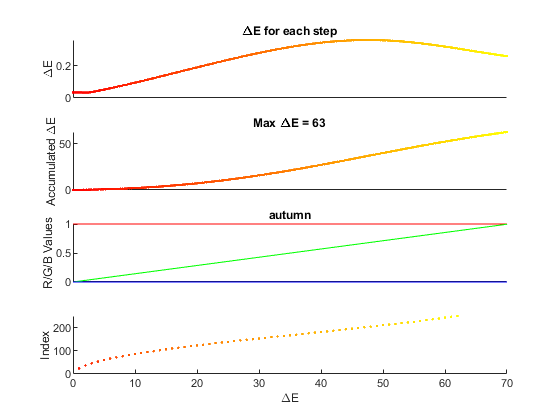 ΔE for each step
ΔE
0.2
0
Max ΔE = 63
Accumulated ΔE
50
0
autumn
R/G/B Values
1
0.5
0
Index
200
100
0
0 10 20 30 40 50 60 70
ΔE